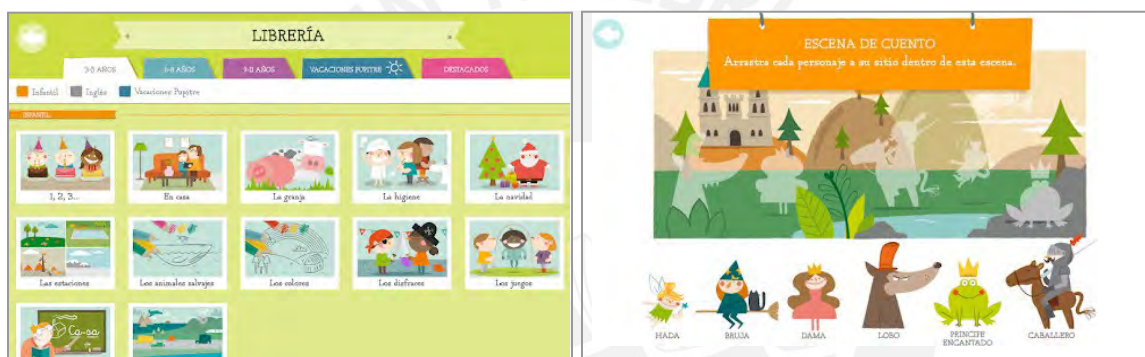 LIBRERÍA
3-5 AÑOS
6-8 AÑOS
9-11 AÑOS
VACACIONES PUPITRE
DESTACADOS
Infantil
Inglés
Vacaciones Pupitre
INFANTIL
1, 2, 3...
En casa
La granja
La higiene
La navidad
Las estaciones
Los animales salvajes
Los colores
Los disfraces
Los juegos
Ca-sa
ESCENA DE CUENTO
Arrastra cada personaje a su sitio dentro de esta escena.
HADA
BRUJA
DAMA
LOBO
PRINCIPE
ENCANTADO
CABALLERO